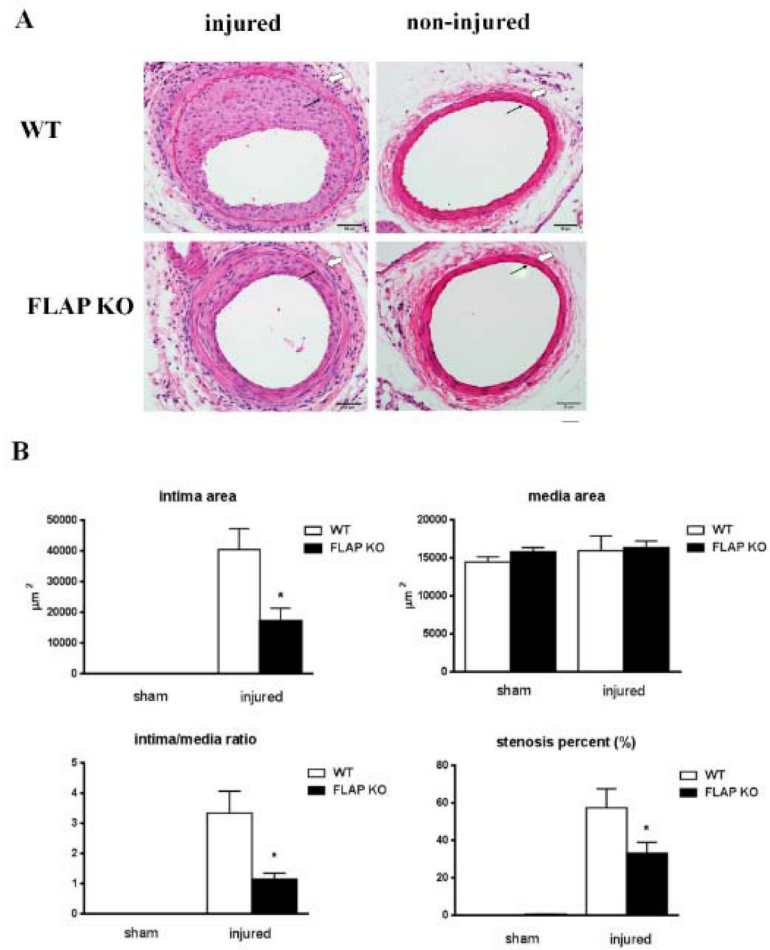 A
injured
non-injured
WT
FLAP KO
B
intima area
50000
40000
30000
20000
10000
0
μm²
WT
FLAP KO
*
sham
injured
media area
20000
15000
10000
5000
0
μm²
WT
FLAP KO
sham
injured
intima/media ratio
5
4
3
2
1
0
WT
FLAP KO
*
sham
injured
stenosis percent (%)
80
60
40
20
0
WT
FLAP KO
*
sham
injured